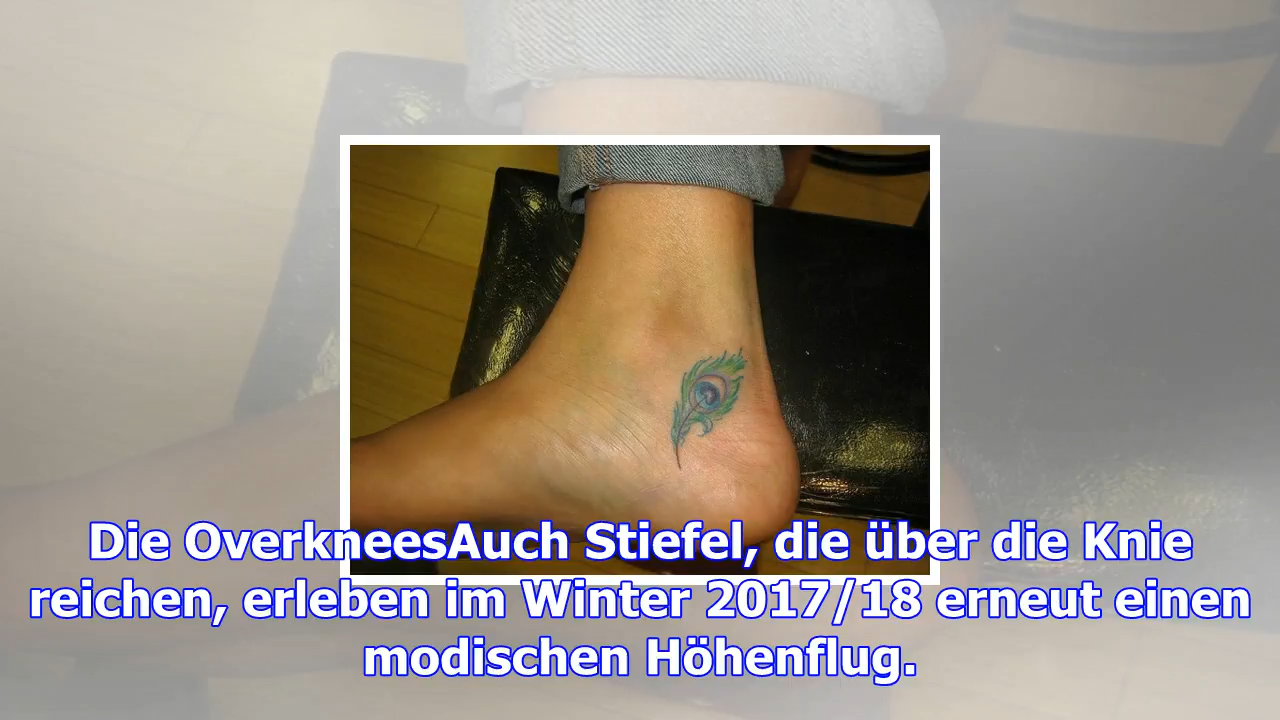 Die OverkneesAuch Stiefel, die über die Knie
reichen, erleben im Winter 2017/18 erneut einen
modischen Höhenflug.